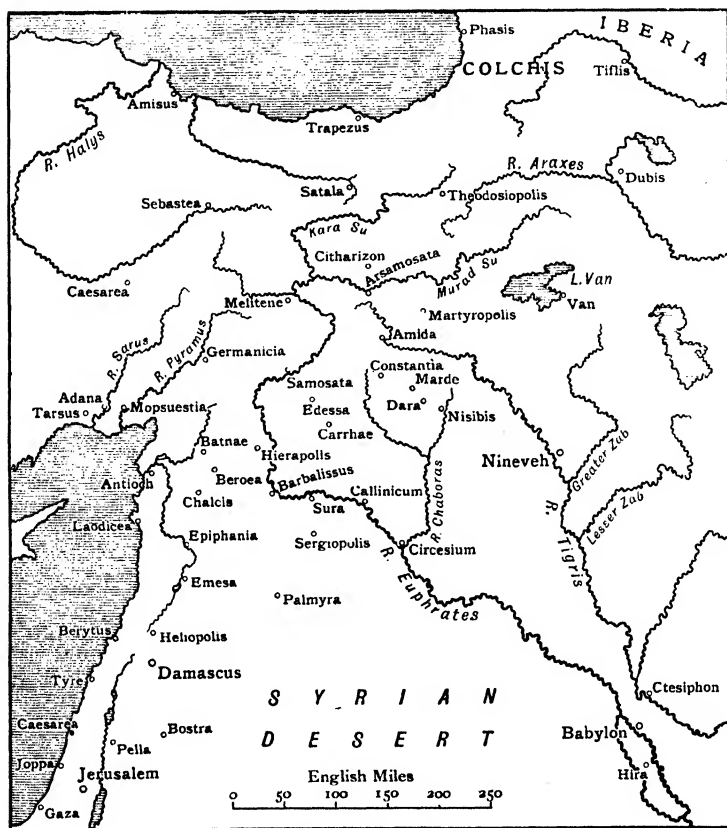 Phasis
IBERIA
COLCHIS
Tiflis
Amisus
Trapezus
R. Halys
R. Araxes
Dubis
Satala
Theodosiopolis
Sebastea
Kara Su
Citharizon
Arsamosata
Murad Su
L. Van
Van
Caesarea
Melitene
Martyropolis
R. Sarus
R. Pyramus
Amida
Germanicia
Constantia
Marde
Samosata
Adana
Tarsus
Mopsuestia
Edessa
Dara
Nisibis
Carrhae
Batnae
Hierapolis
Nineveh
Greater Zab
Antioch
Beroea
Barbalissus
Callinicum
R. Chaboras
Chalcis
Sura
Lesser Zab
Laodicea
R. Tigris
Epiphania
Sergiopolis
Circesium
R. Euphrates
Emesa
Palmyra
Berytus
Heliopolis
Damascus
Tyre
SYRIAN
Ctesiphon
Caesarea
Bostra
DESERT
Babylon
Pella
Joppa
Hira
Jerusalem
English Miles
0 50 100 200 250
Gaza